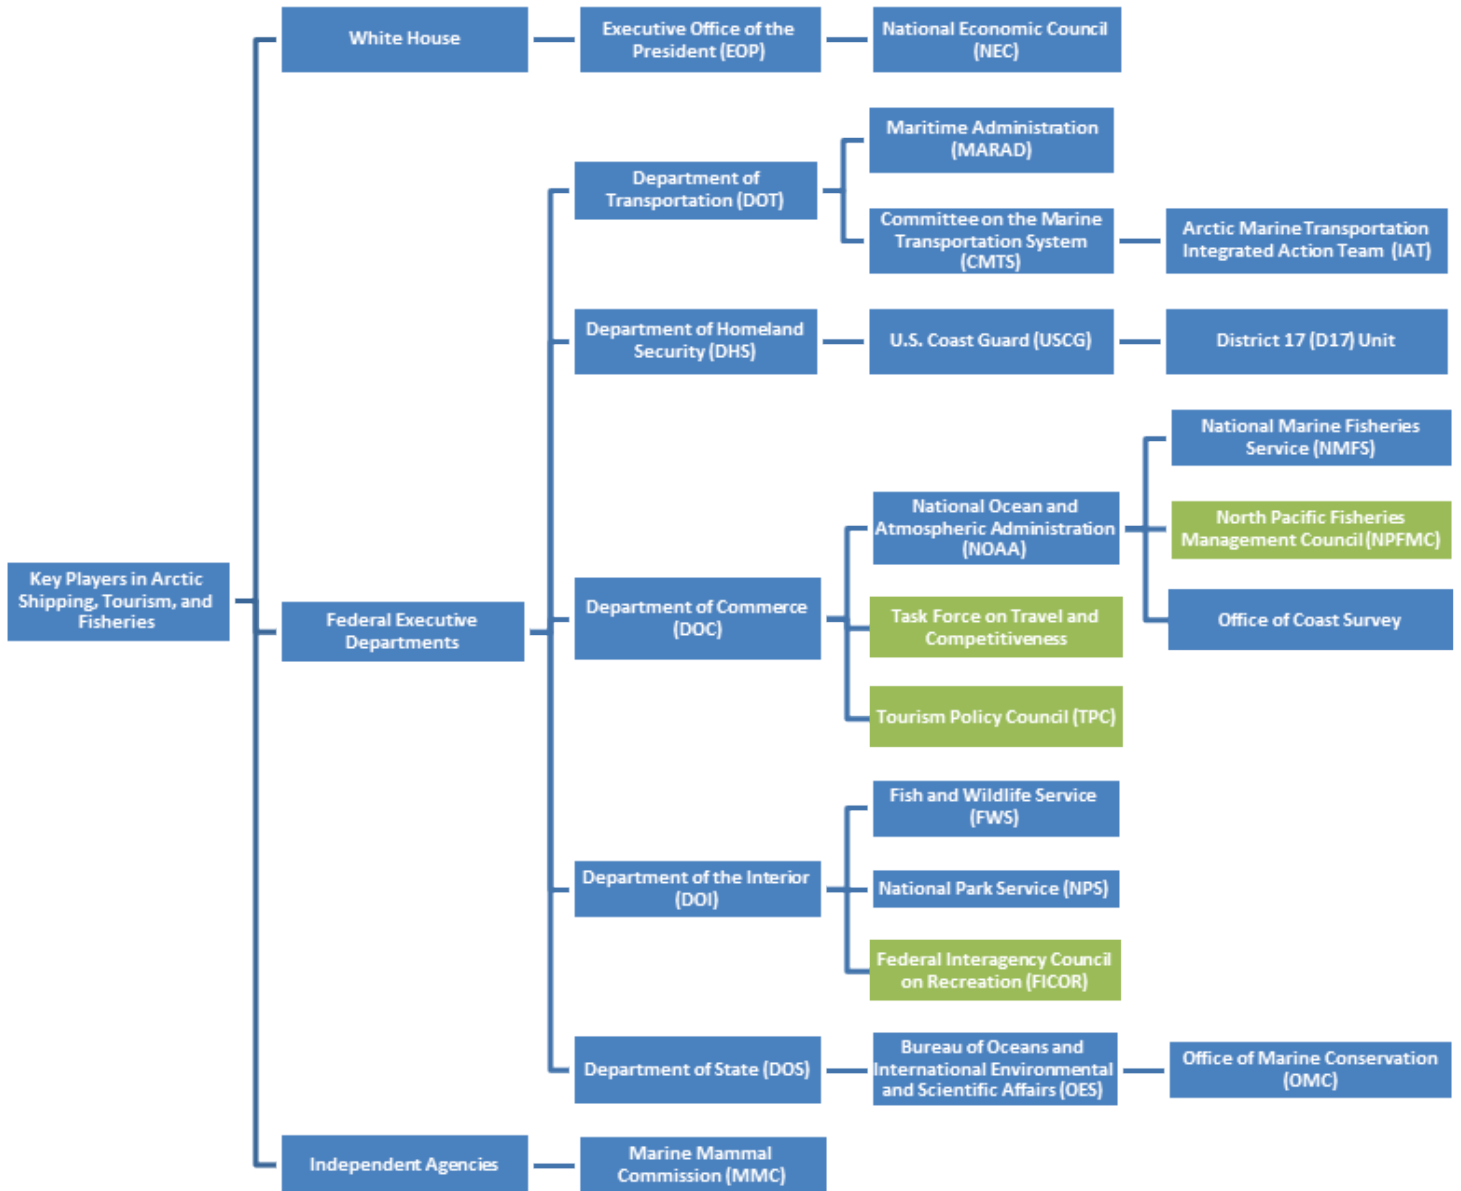 White House
Executive Office of the
President (EOP)
National Economic Council
(NEC)
Maritime Administration
(MARAD)
Department of
Transportation (DOT)
Committee on the Marine
Transportation System
(CMTS)
Arctic Marine Transportation
Integrated Action Team (IAT)
Department of Homeland
Security (DHS)
U.S. Coast Guard (USCG)
District 17 (D17) Unit
National Marine Fisheries
Service (NMFS)
National Ocean and
Atmospheric Administration
(NOAA)
North Pacific Fisheries
Management Council (NPFMC)
Key Players in Arctic
Shipping, Tourism, and
Fisheries
Federal Executive
Departments
Department of Commerce
(DOC)
Task Force on Travel and
Competitiveness
Office of Coast Survey
Tourism Policy Council (TPC)
Fish and Wildlife Service
(FWS)
Department of the Interior
(DOI)
National Park Service (NPS)
Federal Interagency Council
on Recreation (FICOR)
Department of State (DOS)
Bureau of Oceans and
International Environmental
and Scientific Affairs (OES)
Office of Marine Conservation
(OMC)
Independent Agencies
Marine Mammal
Commission (MMC)